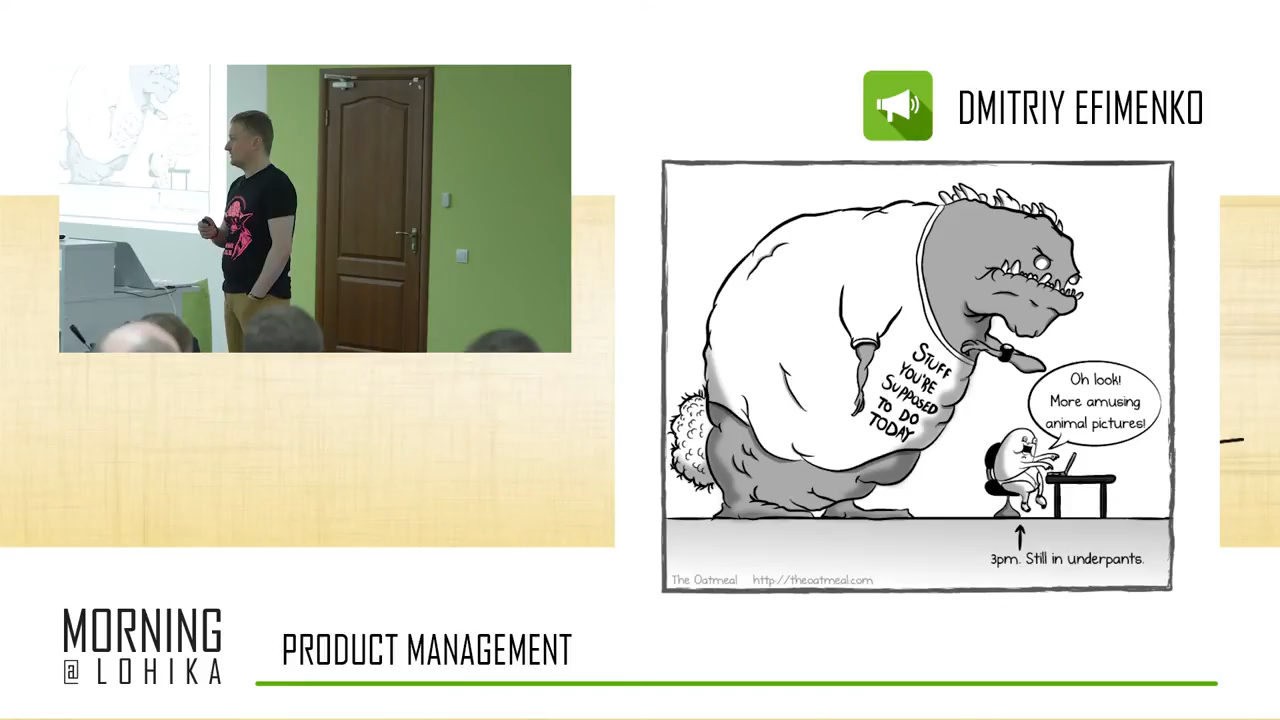 DMITRIY EFIMENKO
STUFF
YOU'RE
SUPPOSED
TO DO
TODAY
Oh look!
More amusing
animal pictures!
3pm. Still in underpants.
The Oatmeal http://theoatmeal.com
MORNING
@ LOHIKA
PRODUCT MANAGEMENT